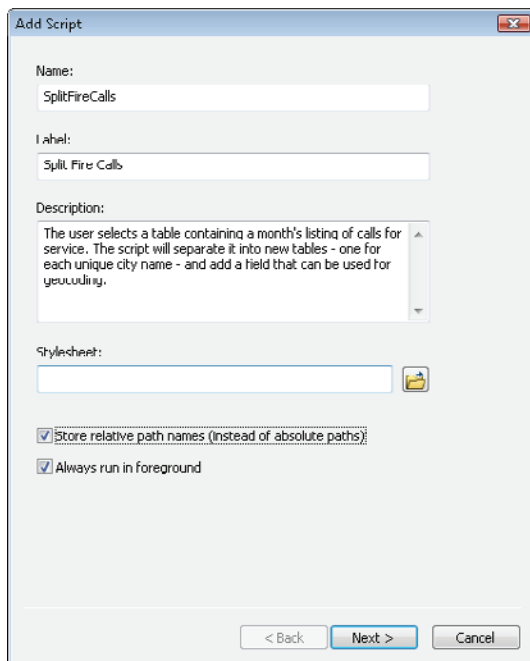 Add Script
Name:
SplitFireCalls
Label:
Split Fire Calls
Description:
The user selects a table containing a month's listing of calls for
service. The script will separate it into new tables - one for
each unique city name - and add a field that can be used for
geocoding.
Stylesheet:
Store relative path names (instead of absolute paths)
Always run in foreground
< Back
Next >
Cancel